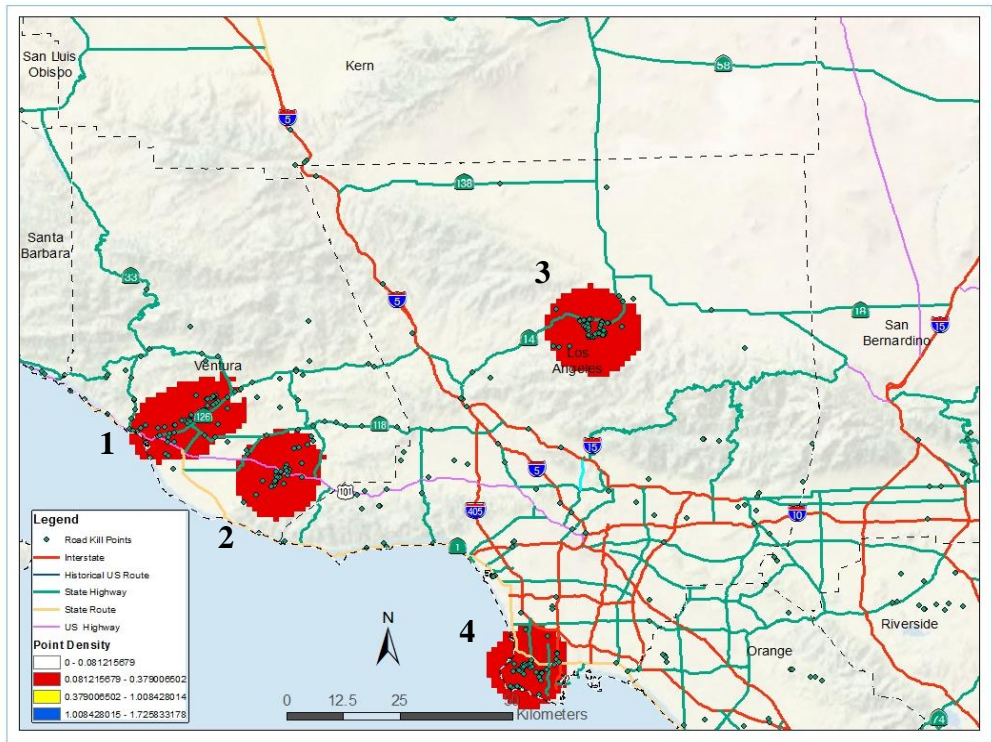 San Luis
Obispo
Kern
58
5
138
Santa
Barbara
33
3
5
18
San
Bernardino
15
14
Los
Angeles
Ventura
126
1
118
15
5
2
101
405
10
1
Legend
Road Kill Points
Interstate
Historical US Route
State Highway
State Route
US Highway
Point Density
0 - 0.081215679
0.081215679 - 0.379006502
0.379006502 - 1.008428014
1.008428015 - 1.725833178
N
4
0 12.5 25 50
Kilometers
Riverside
Orange
74